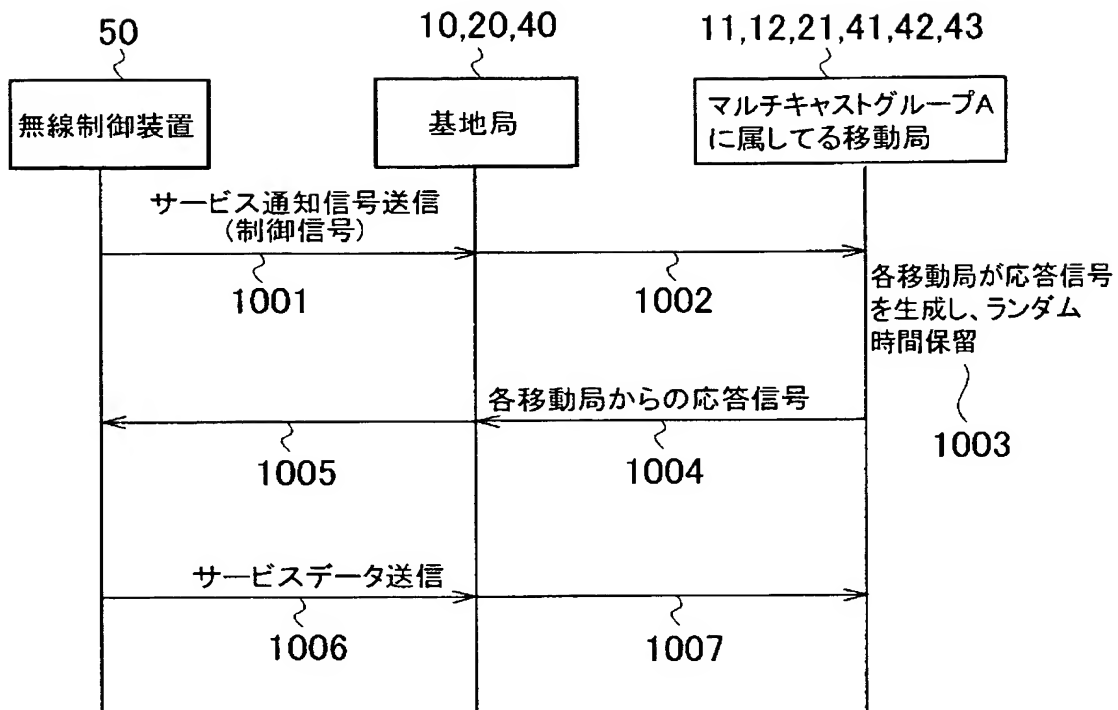 50
10,20,40
11,12,21,41,42,43
無線制御装置
基地局
マルチキャストグループA
に属してる移動局
サービス通知信号送信
(制御信号)
1001
1002
各移動局が応答信号
を生成し、ランダム
時間保留
1003
各移動局からの応答信号
1005
1004
サービスデータ送信
1006
1007